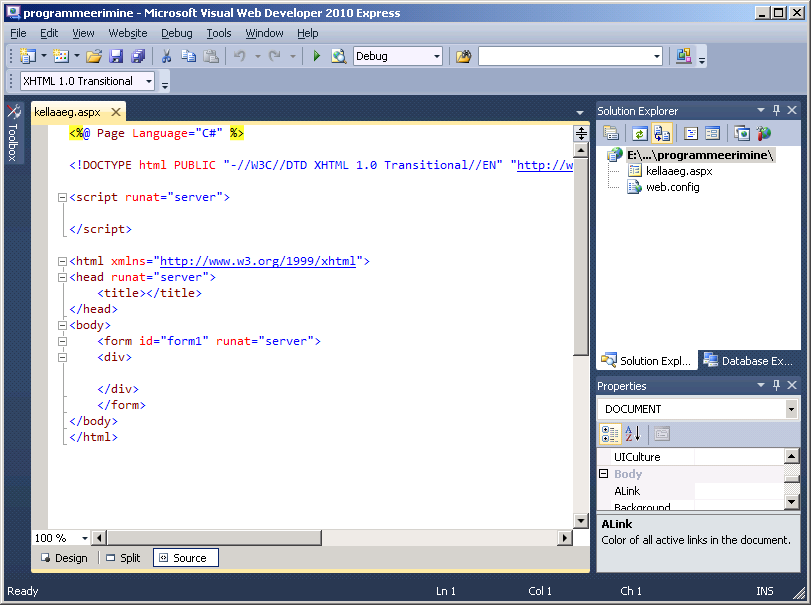 programmeerimine - Microsoft Visual Web Developer 2010 Express
File Edit View Website Debug Tools Window Help
Debug
XHTML 1.0 Transitional
Toolbox
kellaaeg.aspx
<%@ Page Language="C#" %>
<!DOCTYPE html PUBLIC "-//W3C//DTD XHTML 1.0 Transitional//EN" "http://w
<script runat="server">
</script>
<html xmlns="http://www.w3.org/1999/xhtml">
<head runat="server">
<title></title>
</head>
<body>
<form id="form1" runat="server">
<div>
</div>
</form>
</body>
</html>
100 %
Design Split Source
Solution Explorer
E:\...\programmeerimine\
kellaaeg.aspx
web.config
Solution Expl... Database Ex...
Properties
DOCUMENT
UICulture
Body
ALink
Background
ALink
Color of all active links in the document.
Ready Ln 1 Col 1 Ch 1 INS